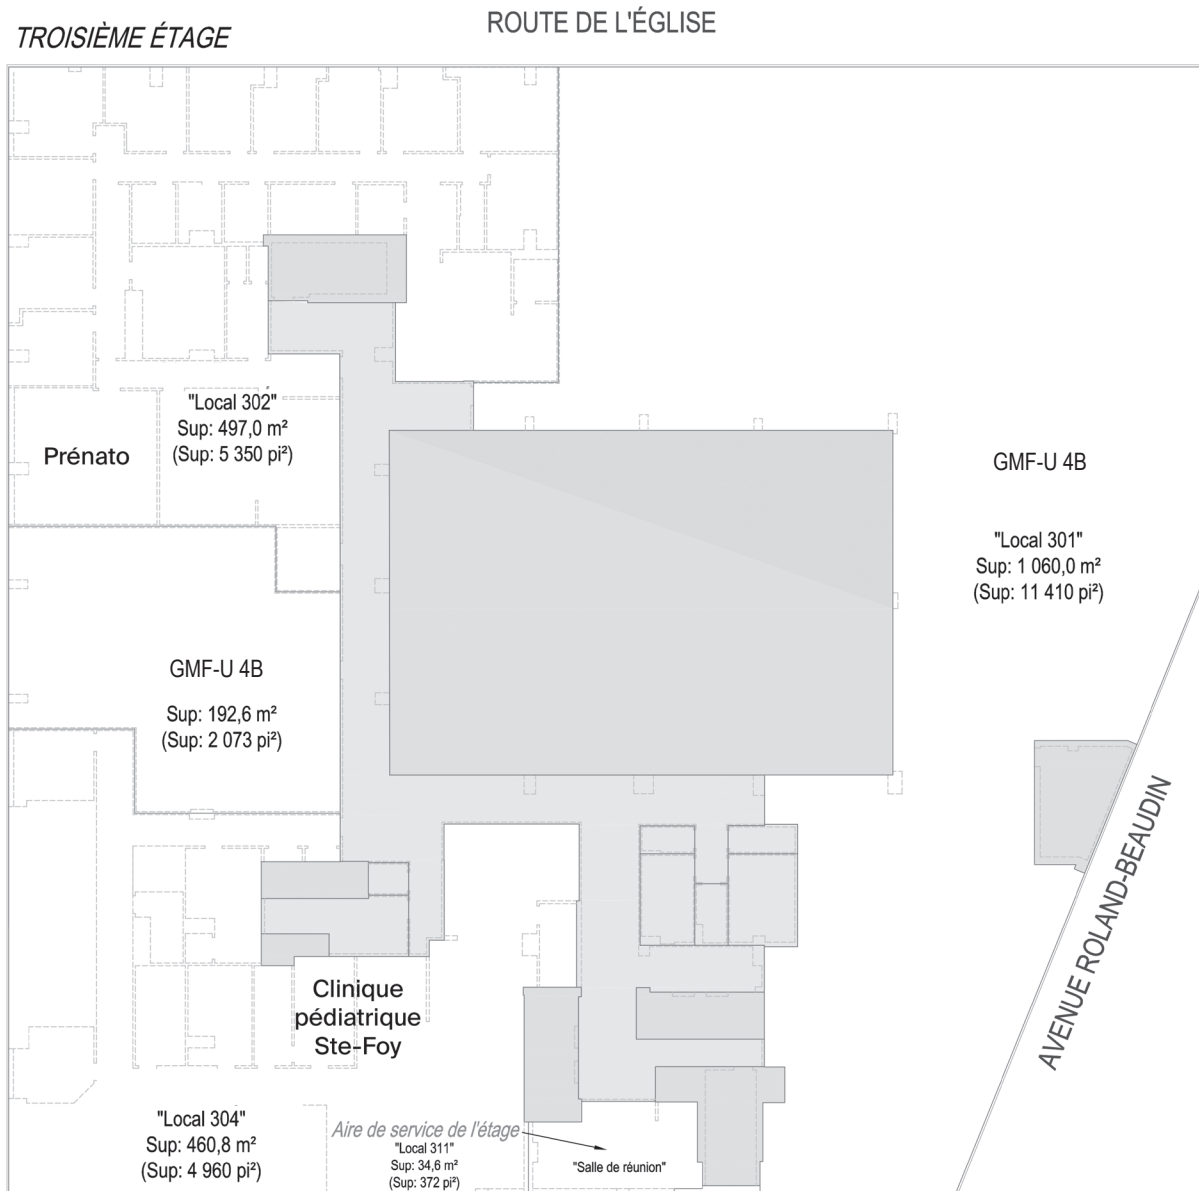 ROUTE DE L'ÉGLISE
TROISIÈME ÉTAGE
"Local 302"
Sup: 497,0 m²
(Sup: 5 350 pi²)
Prénato
GMF-U 4B
"Local 301"
Sup: 1 060,0 m²
(Sup: 11 410 pi²)
GMF-U 4B
Sup: 192,6 m²
(Sup: 2 073 pi²)
AVENUE ROLAND-BEAUDIN
Clinique
pédiatrique
Ste-Foy
"Local 304"
Sup: 460,8 m²
(Sup: 4 960 pi²)
Aire de service de l'étage
"Local 311"
Sup: 34,6 m²
(Sup: 372 pi²)
"Salle de réunion"